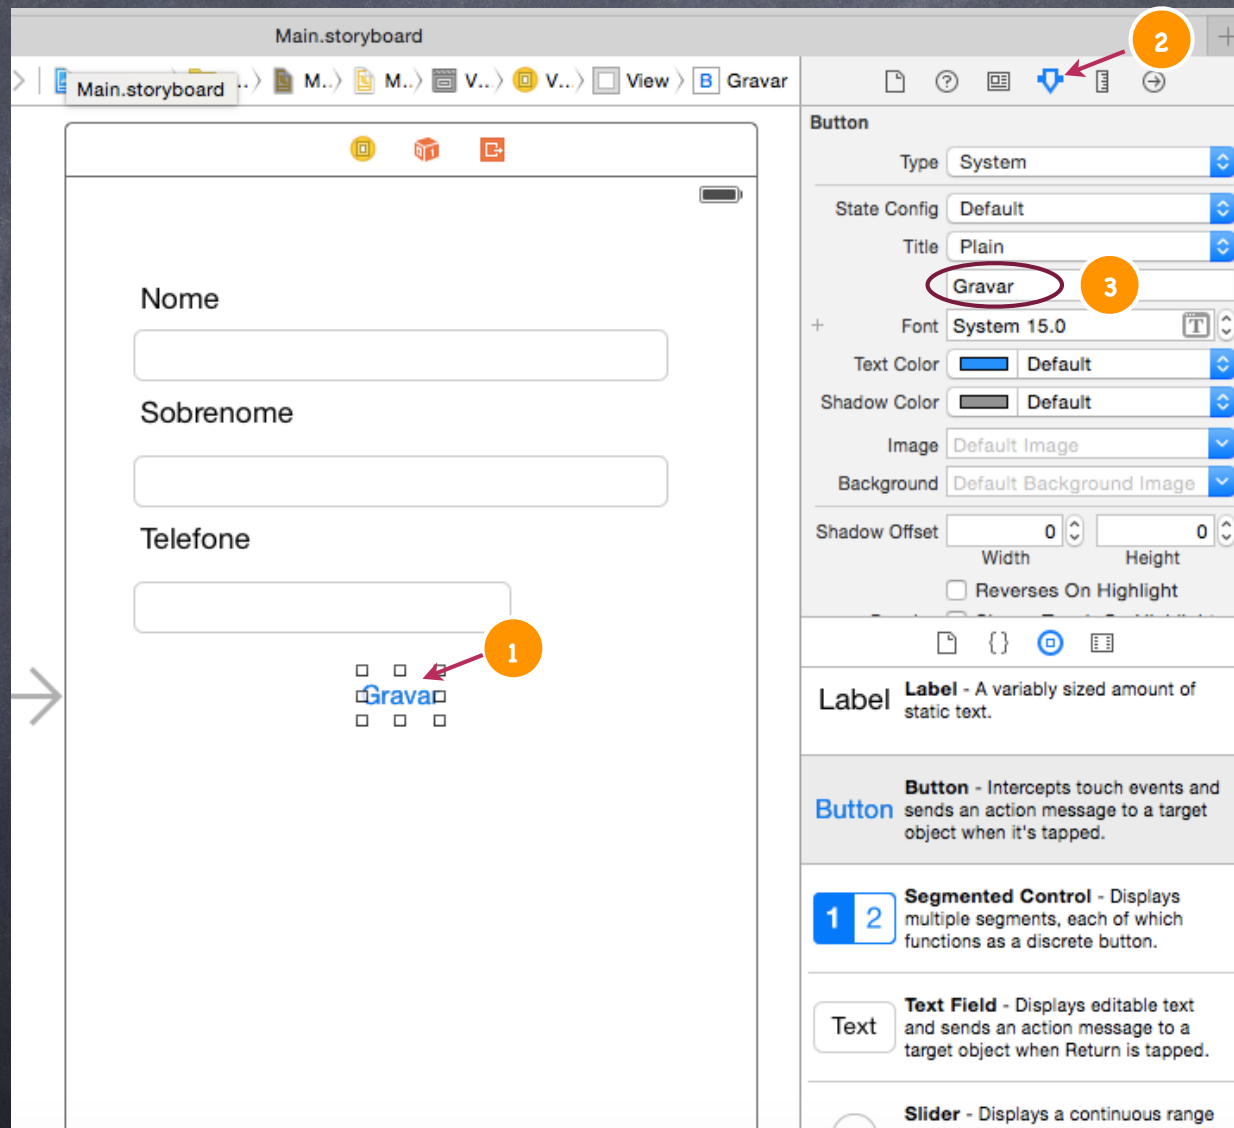 Main.storyboard
2
M..
M..
V...
V...
View
B Gravar
Main.storyboard
Button
Type System
State Config Default
Title Plain
Gravar
3
Font System 15.0 T
Text Color Default
Shadow Color Default
Image Default Image
Background Default Background Image
Shadow Offset 0 0
Width Height
Reverses On Highlight
Nome
Sobrenome
Telefone
1
Gravar
{}
Label Label - A variably sized amount of
static text.
Button Button - Intercepts touch events and
sends an action message to a target
object when it's tapped.
1 2 Segmented Control - Displays
multiple segments, each of which
functions as a discrete button.
Text Text Field - Displays editable text
and sends an action message to a
target object when Return is tapped.
Slider - Displays a continuous range